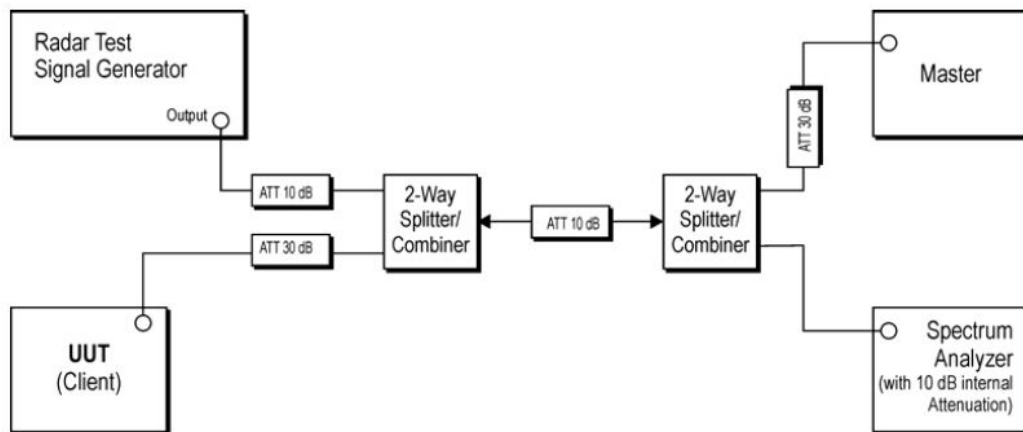 Radar Test
Signal Generator
Output
ATT 10 dB
ATT 30 dB
UUT
(Client)
2-Way
Splitter/
Combiner
ATT 10 dB
2-Way
Splitter/
Combiner
ATT 30 dB
Master
Spectrum
Analyzer
(with 10 dB internal
Attenuation)